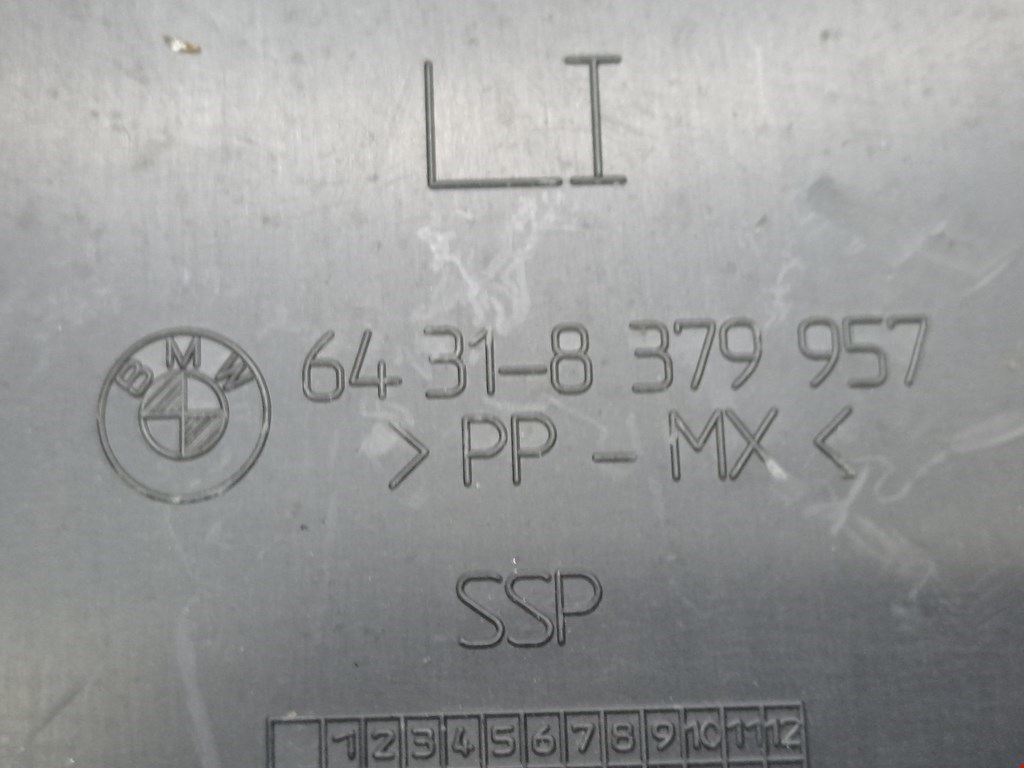 LI
BMW
64 31-8 379 957
>PP - MX<
SSP
1 2 3 4 5 6 7 8 9 10 11 12